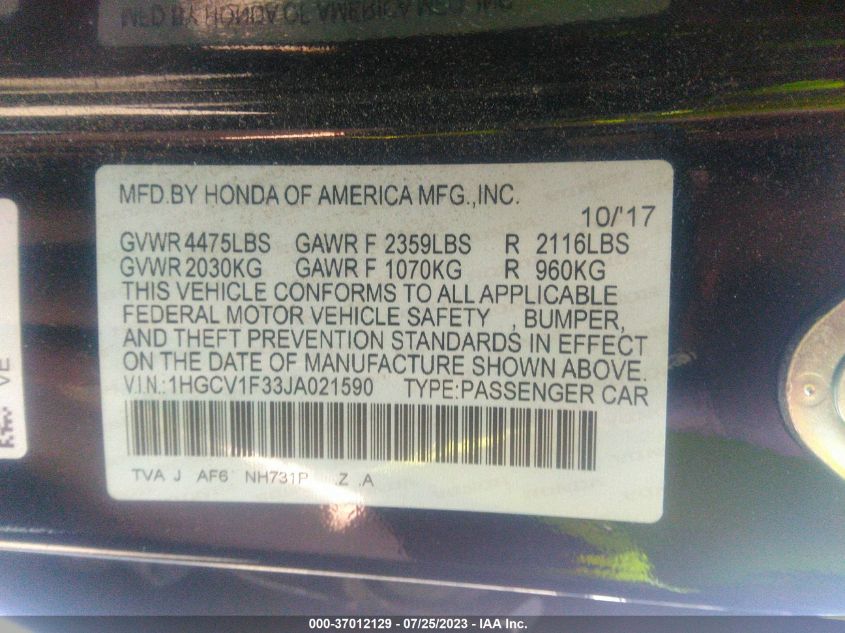 MFD.BY HONDA OF AMERICA MFG.,INC.
10/'17
GVWR 4475LBS GAWR F 2359LBS R 2116LBS
GVWR 2030KG GAWR F 1070KG R 960KG
THIS VEHICLE CONFORMS TO ALL APPLICABLE
FEDERAL MOTOR VEHICLE SAFETY , BUMPER,
AND THEFT PREVENTION STANDARDS IN EFFECT
ON THE DATE OF MANUFACTURE SHOWN ABOVE.
V.I.N.:1HGCV1F33JA021590 TYPE:PASSENGER CAR
TVA J AF6 NH731P .Z .A
VE
000-37012129 - 07/25/2023 - IAA Inc.